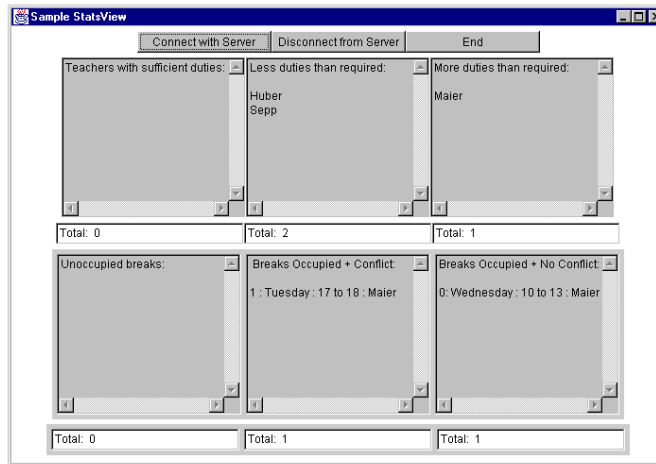 Sample StatsView
Connect with Server Disconnect from Server End
Teachers with sufficient duties:
Less duties than required:
Huber
Sepp
More duties than required:
Maier
Total: 0
Total: 2
Total: 1
Unoccupied breaks:
Breaks Occupied + Conflict:
1 : Tuesday : 17 to 18 : Maier
Breaks Occupied + No Conflict:
0: Wednesday : 10 to 13 : Maier
Total: 0
Total: 1
Total: 1